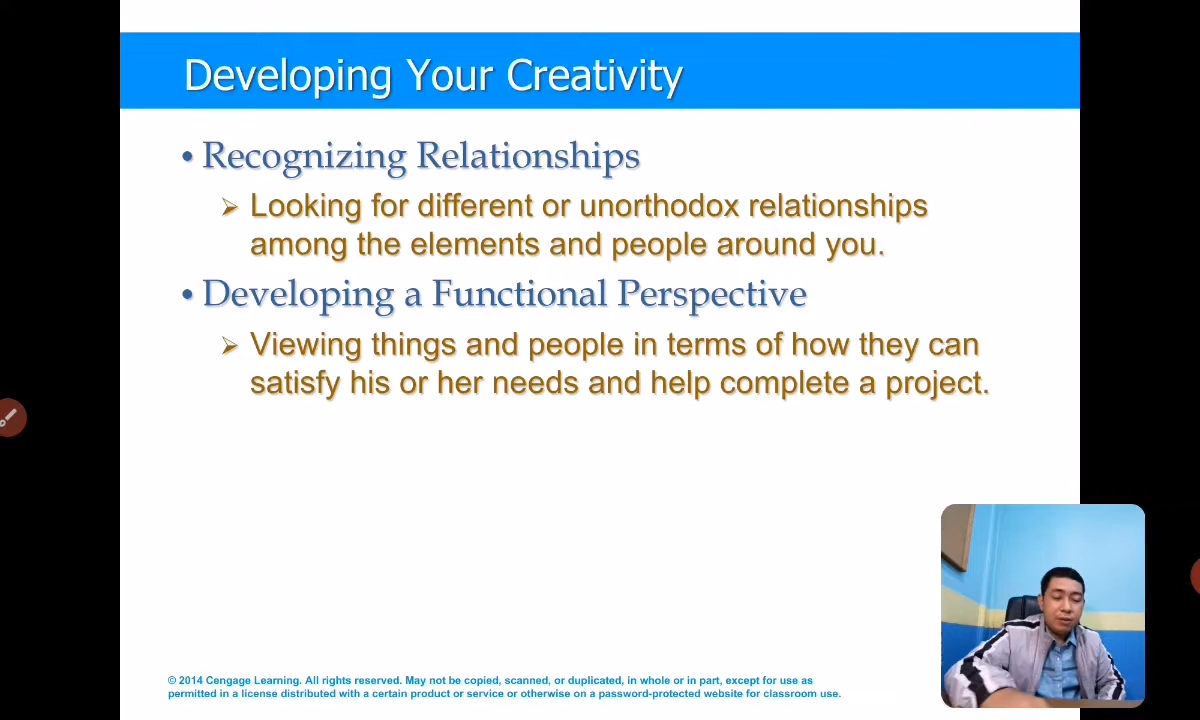 Developing Your Creativity
• Recognizing Relationships
➢ Looking for different or unorthodox relationships
among the elements and people around you.
• Developing a Functional Perspective
➢ Viewing things and people in terms of how they can
satisfy his or her needs and help complete a project.
© 2014 Cengage Learning. All rights reserved. May not be copied, scanned, or duplicated, in whole or in part, except for use as
permitted in a license distributed with a certain product or service or otherwise on a password-protected website for classroom use.